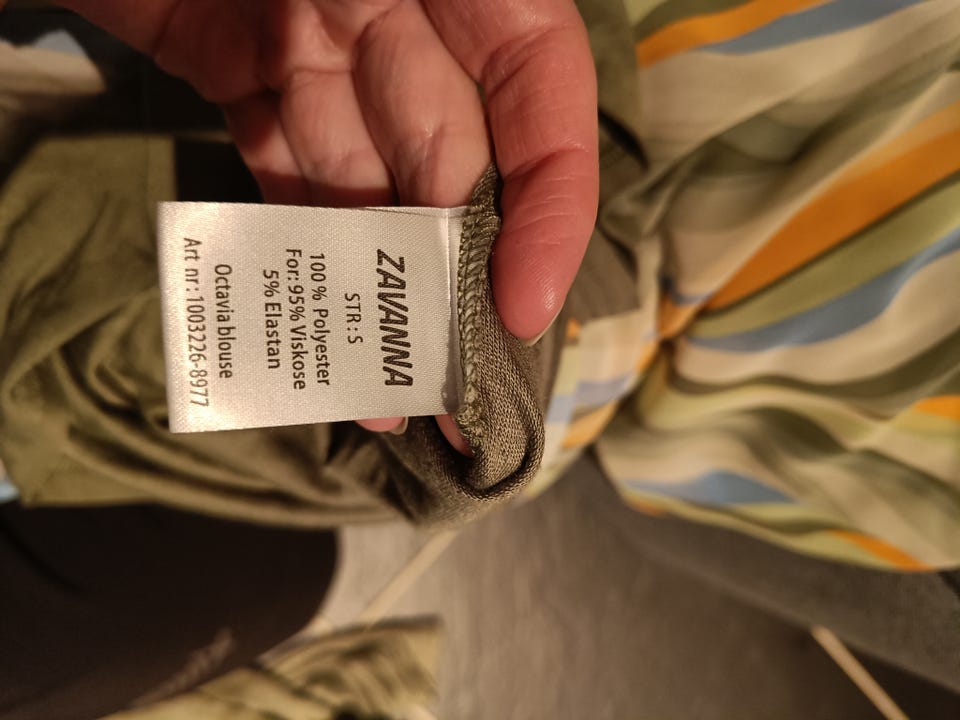 ZAVANNA
STR: S
100 % Polyester
For: 95% Viskose
5% Elastan
Octavia blouse
Art nr: 1003226-8977